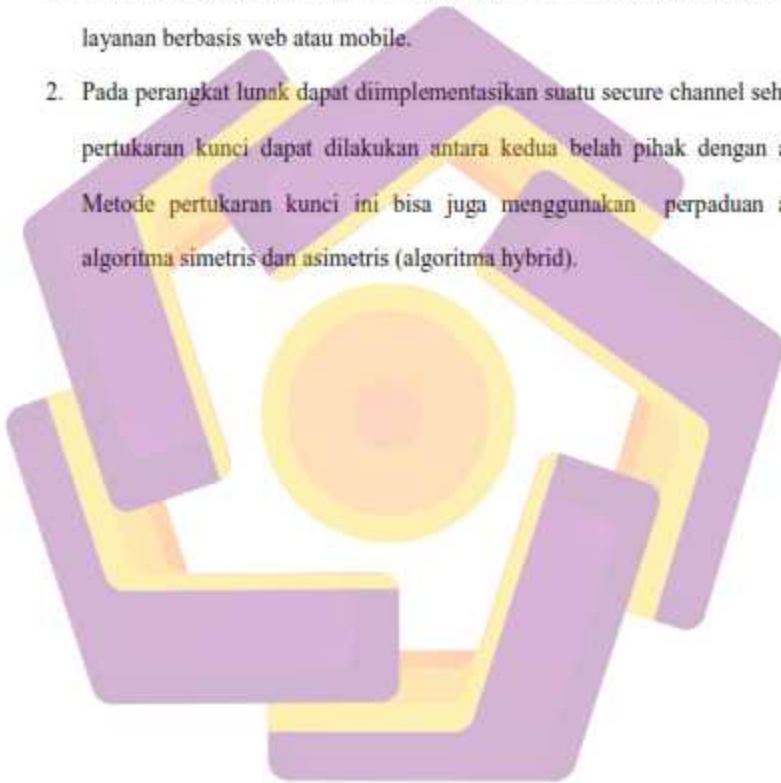 layanan berbasis web atau mobile.
2. Pada perangkat lunak dapat diimplementasikan suatu secure channel seh
pertukaran kunci dapat dilakukan antara kedua belah pihak dengan a
Metode pertukaran kunci ini bisa juga menggunakan perpaduan a
algoritma simetris dan asimetris (algoritma hybrid).